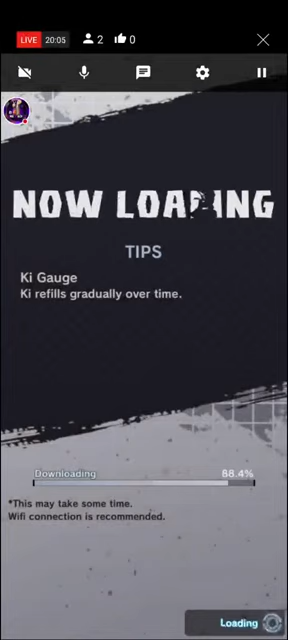 LIVE 20:05 2 0
NOW LOADING
TIPS
Ki Gauge
Ki refills gradually over time.
Downloading 88.4%
*This may take some time.
Wifi connection is recommended.
Loading